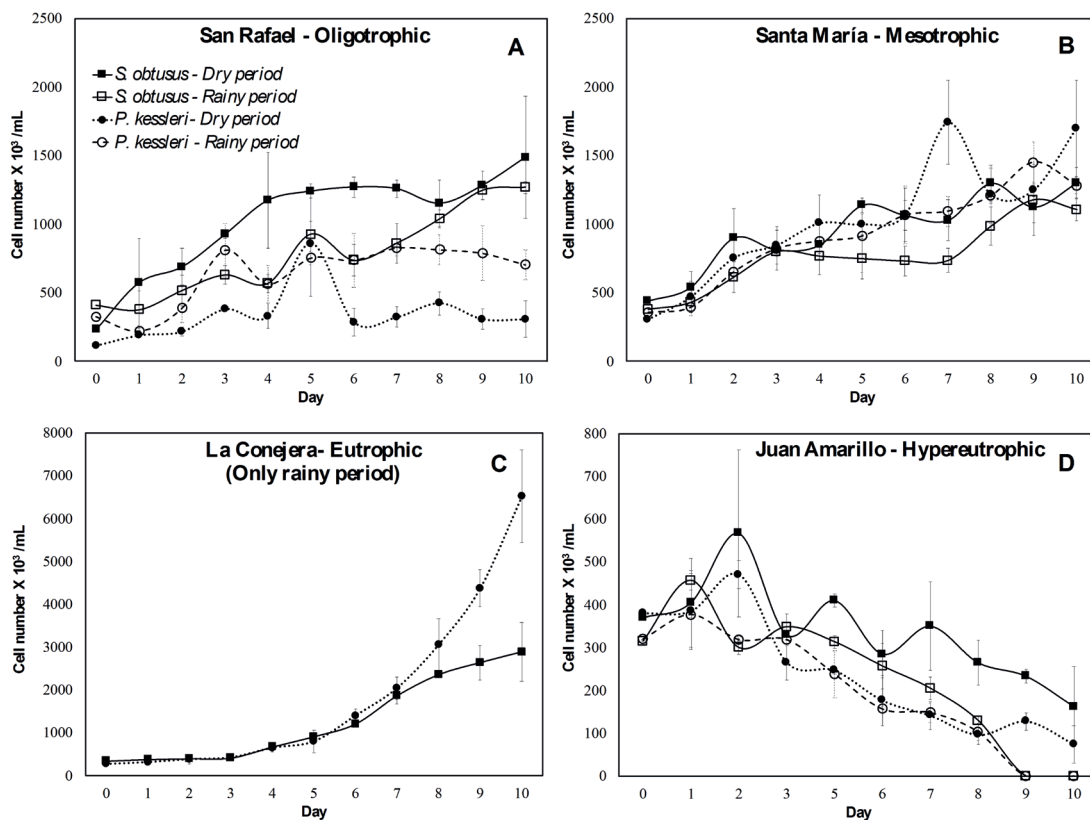 San Rafael - Oligotrophic
A
S. obtusus - Dry period
S. obtusus - Rainy period
P. kessleri - Dry period
P. kessleri - Rainy period
Cell number X 10³ /mL
2500
2000
1500
1000
500
0
0 1 2 3 4 5 6 7 8 9 10
Day
Santa María - Mesotrophic
B
Cell number X 10³ /mL
2500
2000
1500
1000
500
0
0 1 2 3 4 5 6 7 8 9 10
Day
La Conejera- Eutrophic
(Only rainy period)
C
Cell number X 10³ /mL
8000
7000
6000
5000
4000
3000
2000
1000
0
0 1 2 3 4 5 6 7 8 9 10
Day
Juan Amarillo - Hypereutrophic
D
Cell number X 10³ /mL
800
700
600
500
400
300
200
100
0
0 1 2 3 5 6 7 8 9 10
Day